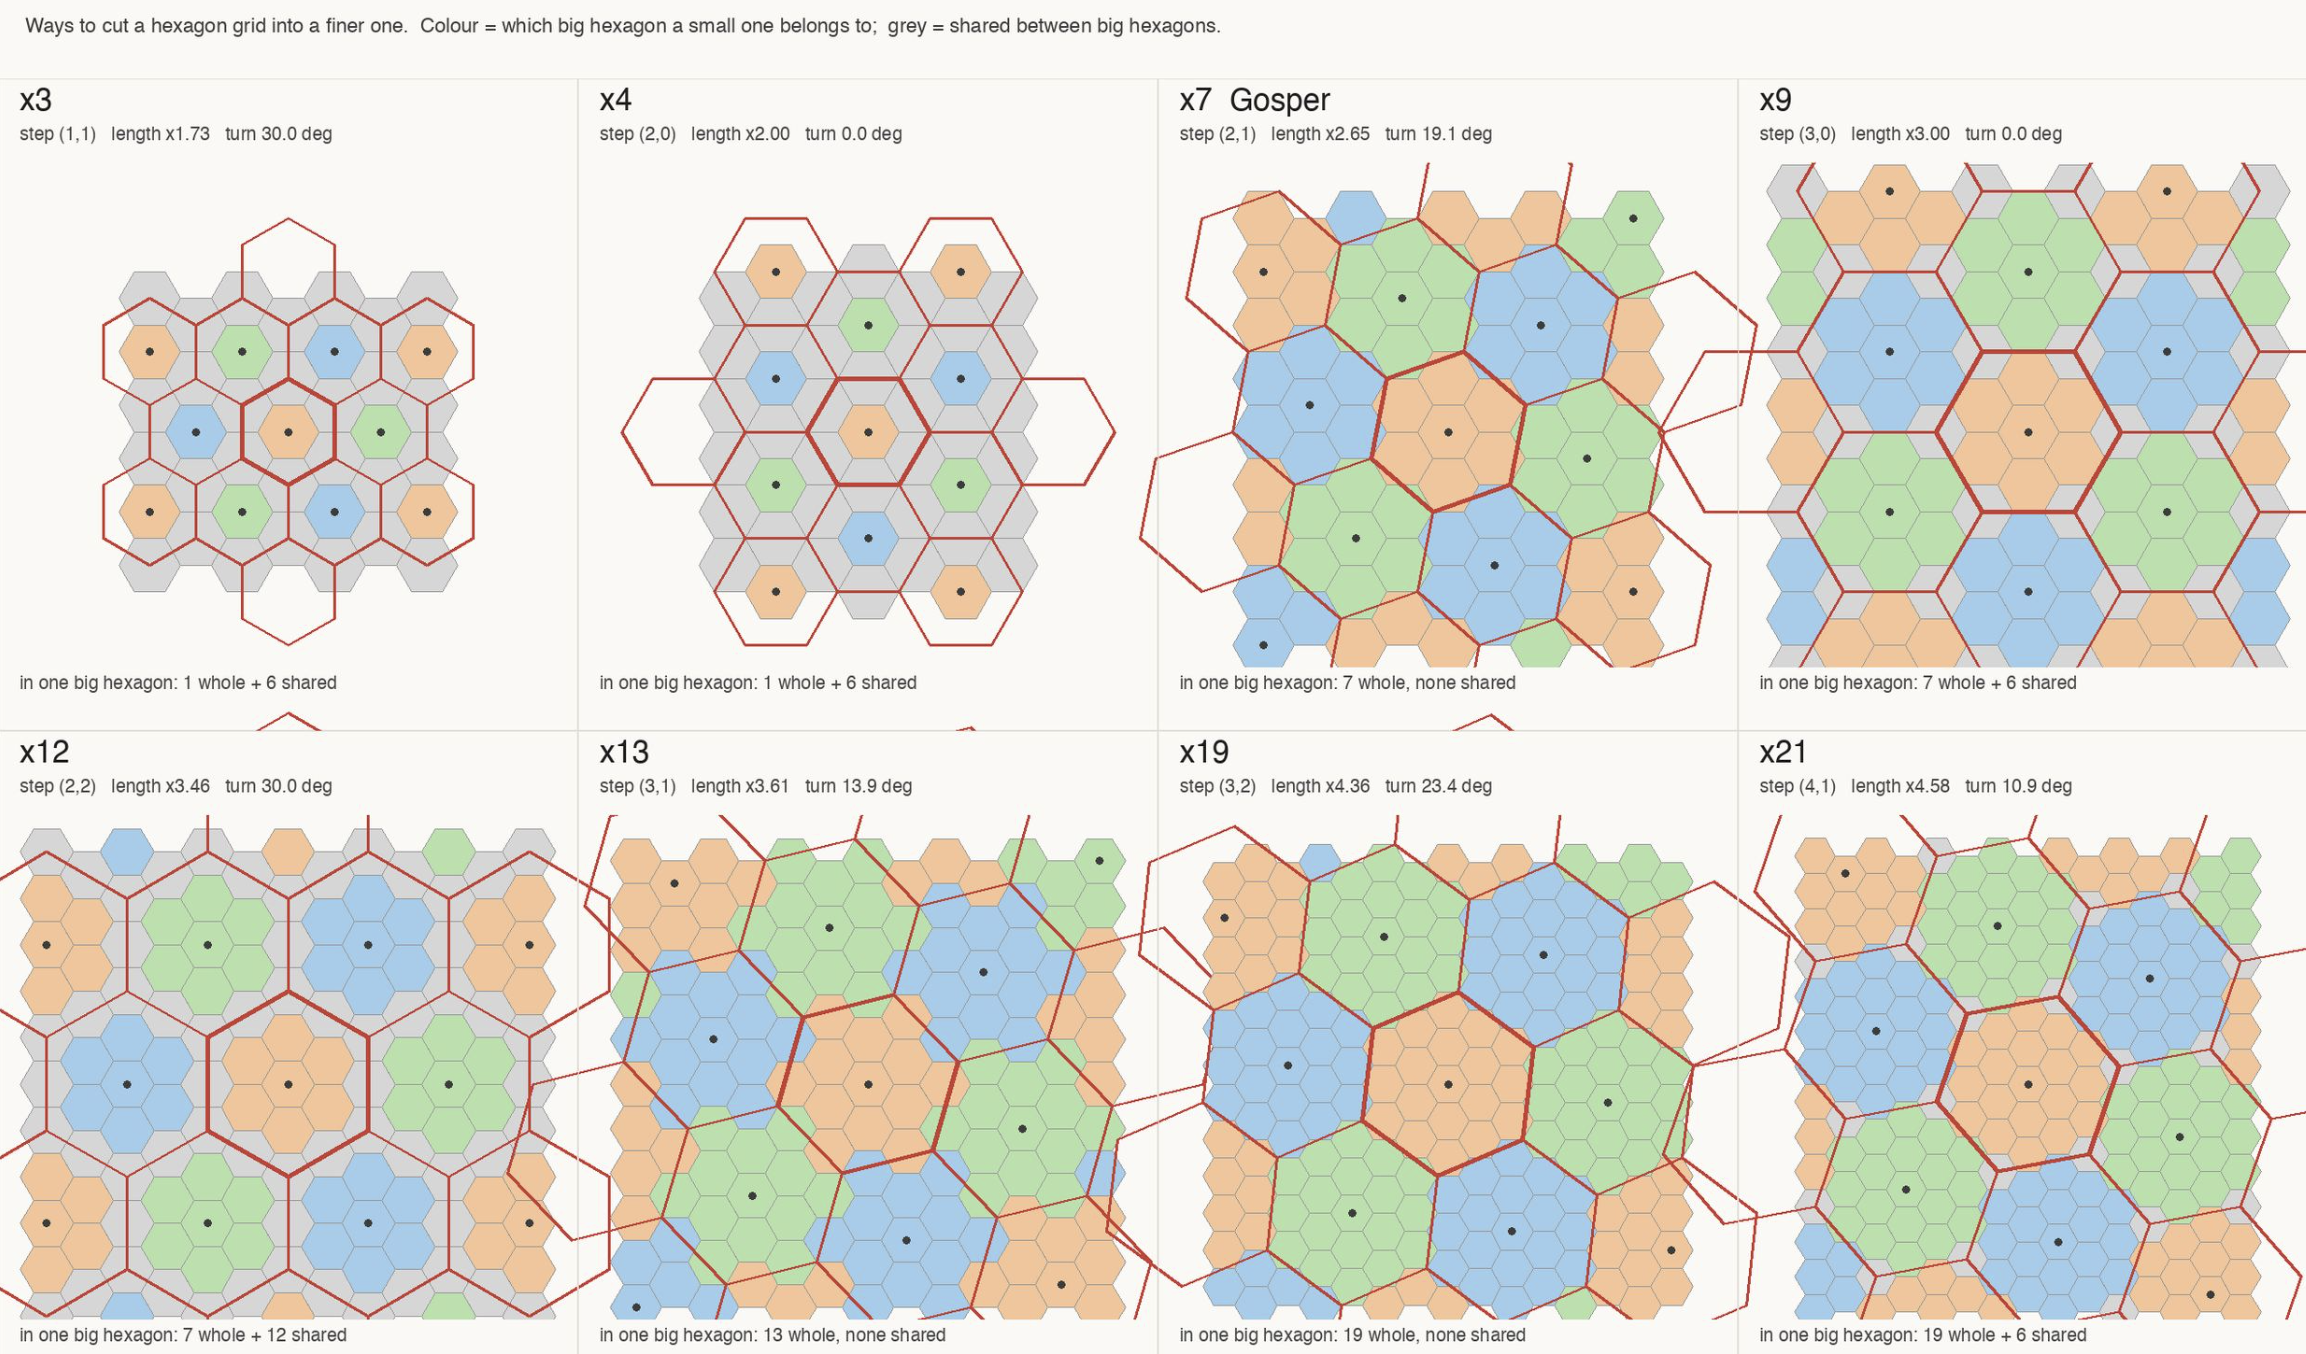 Ways to cut a hexagon grid into a finer one.  Colour = which big hexagon a small one belongs to;  grey = shared between big hexagons.
x3
step (1,1)   length x1.73   turn 30.0 deg
in one big hexagon: 1 whole + 6 shared
x4
step (2,0)   length x2.00   turn 0.0 deg
in one big hexagon: 1 whole + 6 shared
x7  Gosper
step (2,1)   length x2.65   turn 19.1 deg
in one big hexagon: 7 whole, none shared
x9
step (3,0)   length x3.00   turn 0.0 deg
in one big hexagon: 7 whole + 6 shared
x12
step (2,2)   length x3.46   turn 30.0 deg
in one big hexagon: 7 whole + 12 shared
x13
step (3,1)   length x3.61   turn 13.9 deg
in one big hexagon: 13 whole, none shared
x19
step (3,2)   length x4.36   turn 23.4 deg
in one big hexagon: 19 whole, none shared
x21
step (4,1)   length x4.58   turn 10.9 deg
in one big hexagon: 19 whole + 6 shared